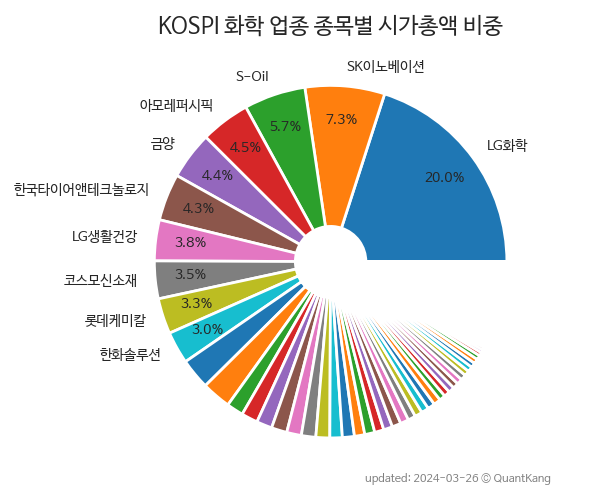 KOSPI 화학 업종 종목별 시가총액 비중
SK이노베이션
S-Oil
아모레퍼시픽
금양
한국타이어앤테크놀로지
LG생활건강
코스모신소재
롯데케미칼
한화솔루션
LG화학
20.0%
7.3%
5.7%
4.5%
4.4%
4.3%
3.8%
3.5%
3.3%
3.0%
updated: 2024-03-26 ⓒ QuantKang